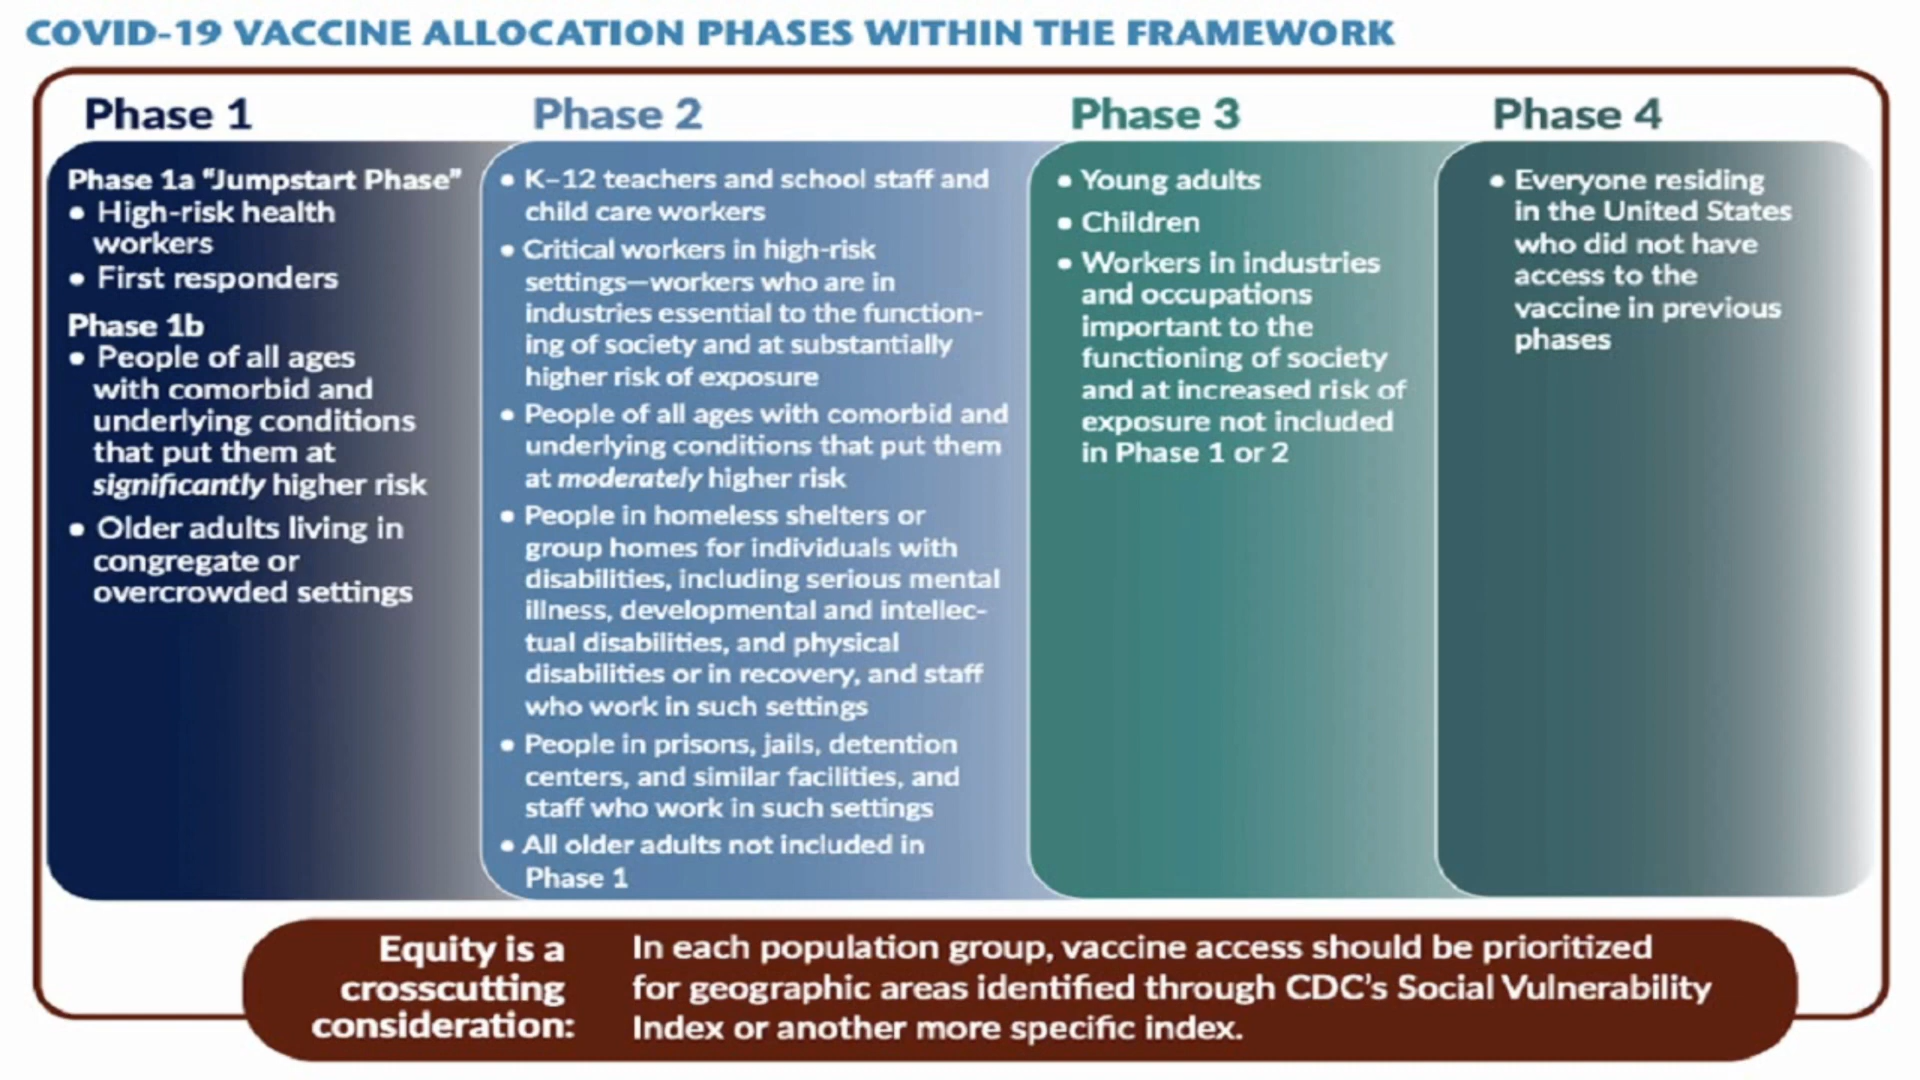 COVID-19 VACCINE ALLOCATION PHASES WITHIN THE FRAMEWORK
Phase 1
Phase 1a "Jumpstart Phase"
• High-risk health
workers
• First responders
Phase 1b
• People of all ages
with comorbid and
underlying conditions
that put them at
significantly higher risk
• Older adults living in
congregate or
overcrowded settings
Phase 2
• K–12 teachers and school staff and
child care workers
• Critical workers in high-risk
settings—workers who are in
industries essential to the function-
ing of society and at substantially
higher risk of exposure
• People of all ages with comorbid and
underlying conditions that put them
at moderately higher risk
• People in homeless shelters or
group homes for individuals with
disabilities, including serious mental
illness, developmental and intellec-
tual disabilities, and physical
disabilities or in recovery, and staff
who work in such settings
• People in prisons, jails, detention
centers, and similar facilities, and
staff who work in such settings
• All older adults not included in
Phase 1
Phase 3
• Young adults
• Children
• Workers in industries
and occupations
important to the
functioning of society
and at increased risk of
exposure not included
in Phase 1 or 2
Phase 4
• Everyone residing
in the United States
who did not have
access to the
vaccine in previous
phases
Equity is a
crosscutting
consideration:
In each population group, vaccine access should be prioritized
for geographic areas identified through CDC's Social Vulnerability
Index or another more specific index.